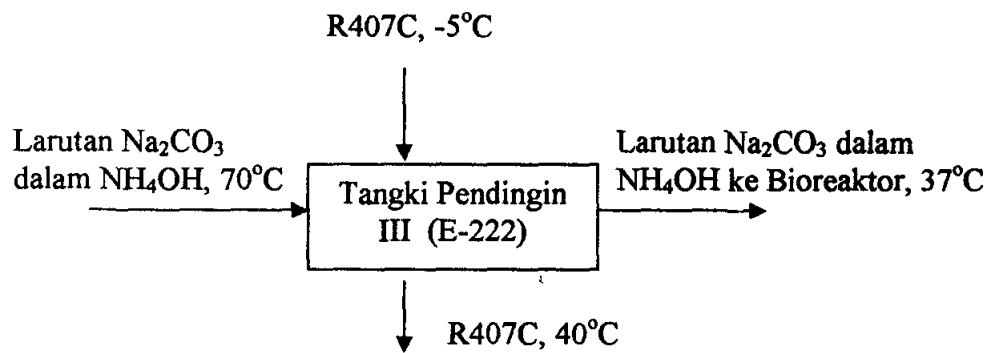 R407C, -5°C
Larutan Na₂CO₃
dalam NH₄OH, 70°C
Tangki Pendingin
III (E-222)
Larutan Na₂CO₃ dalam
NH₄OH ke Bioreaktor, 37°C
R407C, 40°C